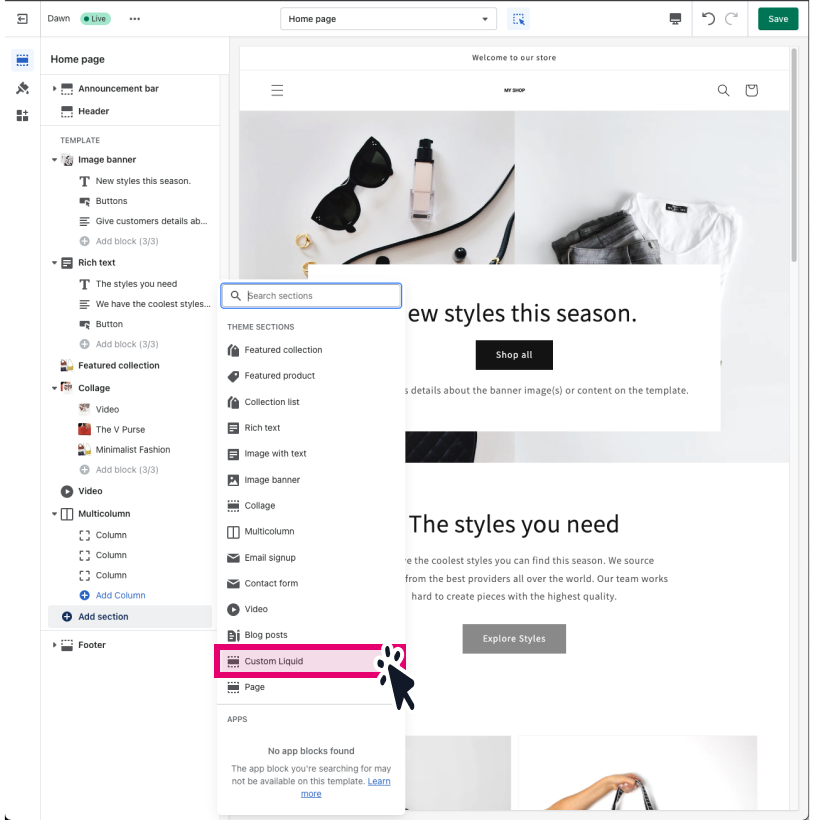 Dawn
Live
Home page
Save
Home page
Announcement bar
Header
TEMPLATE
Image banner
New styles this season.
Buttons
Give customers details ab...
Add block (3/3)
Rich text
The styles you need
We have the coolest styles...
Button
Add block (3/3)
Featured collection
Collage
Video
The V Purse
Minimalist Fashion
Add block (3/3)
Video
Multicolumn
Column
Column
Column
Add Column
Add section
Footer
Search sections
THEME SECTIONS
Featured collection
Featured product
Collection list
Rich text
Image with text
Image banner
Collage
Multicolumn
Email signup
Contact form
Video
Blog posts
Custom Liquid
Page
APPS
No app blocks found
The app block you're searching for may
not be available on this template. Learn
more
Welcome to our store
MY SHOP
ew styles this season.
Shop all
s details about the banner image(s) or content on the template.
The styles you need
e the coolest styles you can find this season. We source
from the best providers all over the world. Our team works
hard to create pieces with the highest quality.
Explore Styles